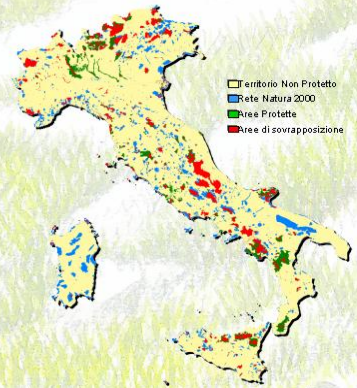 Territorio Non Protetto
Rete Natura 2000
Aree Protette
Aree di sovrapposizione